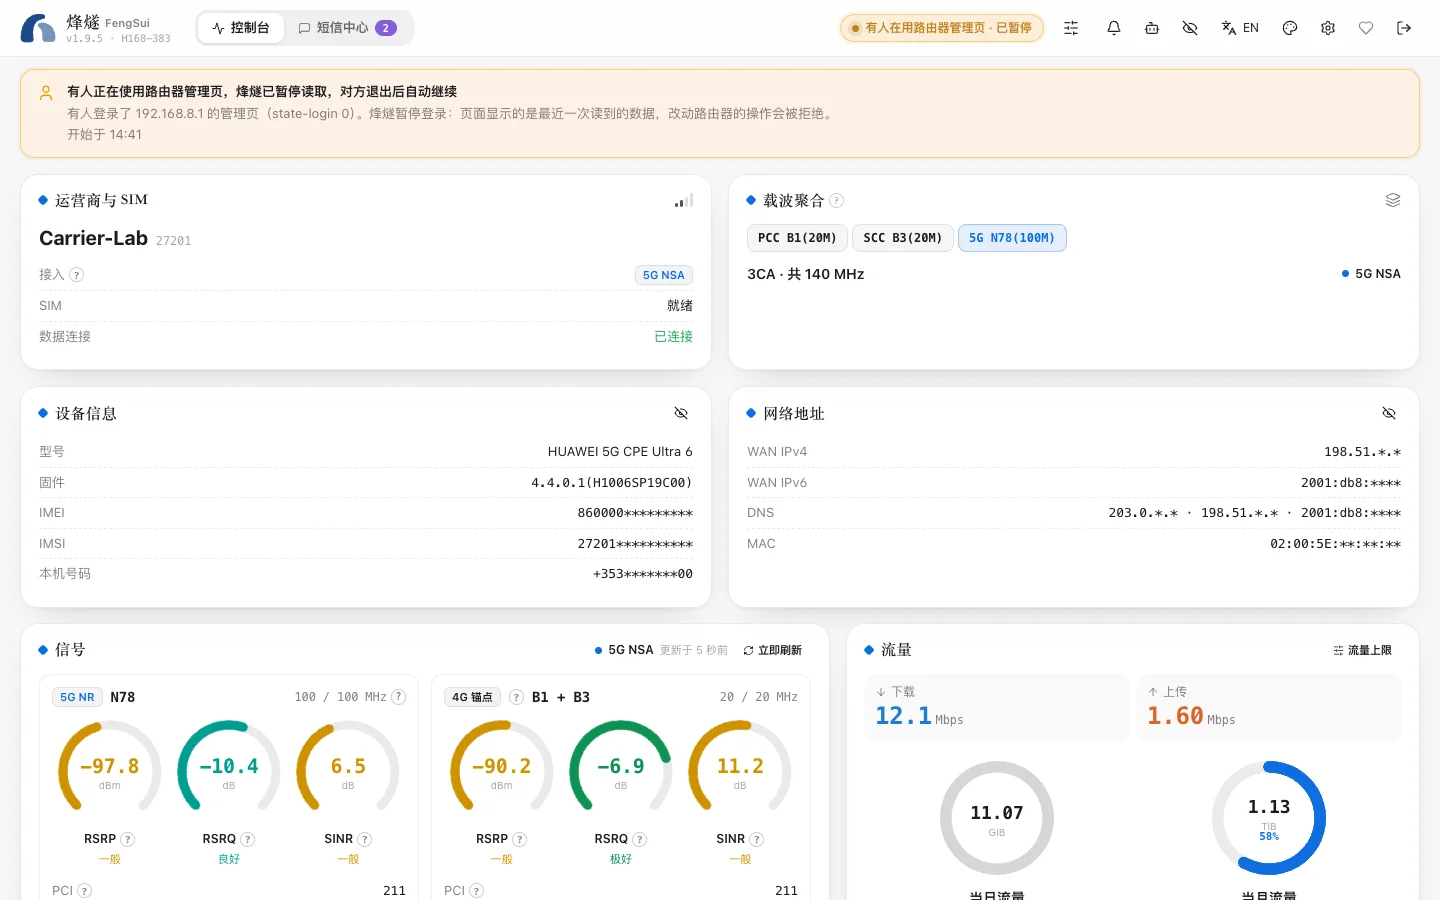 烽燧 FengSui
v1.9.5 · H168-383
控制台
短信中心 2
有人在用路由器管理页 · 已暂停
EN
有人正在使用路由器管理页，烽燧已暂停读取，对方退出后自动继续
有人登录了 192.168.8.1 的管理页（state-login 0）。烽燧暂停登录：页面显示的是最近一次读到的数据，改动路由器的操作会被拒绝。
开始于 14:41
运营商与 SIM
Carrier-Lab 27201
接入 ? 5G NSA
SIM 就绪
数据连接 已连接
载波聚合 ?
PCC B1(20M) SCC B3(20M) 5G N78(100M)
3CA · 共 140 MHz 5G NSA
设备信息
型号 HUAWEI 5G CPE Ultra 6
固件 4.4.0.1(H1006SP19C00)
IMEI 860000*********
IMSI 27201**********
本机号码 +353*******00
网络地址
WAN IPv4 198.51.*.*
WAN IPv6 2001:db8:****
DNS 203.0.*.* · 198.51.*.* · 2001:db8:****
MAC 02:00:5E:**:**:**
信号 5G NSA 更新于 5 秒前 立即刷新
5G NR N78 100 / 100 MHz ?
-97.8 -10.4 6.5
dBm dB dB
RSRP ? RSRQ ? SINR ?
一般 良好 一般
PCI ? 211
4G 锚点 ? B1 + B3 20 / 20 MHz
-90.2 -6.9 11.2
dBm dB dB
RSRP ? RSRQ ? SINR ?
一般 极好 一般
PCI ? 211
流量 流量上限
↓ 下载
12.1 Mbps
↑ 上传
1.60 Mbps
11.07
GiB
当日流量
1.13
TiB
58%
当月流量